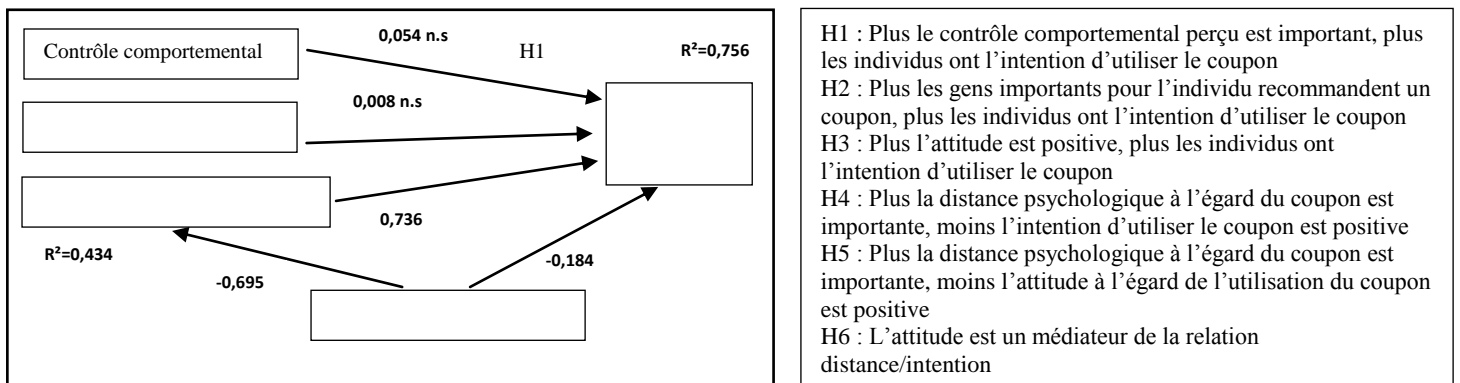 0,054 n.s
Contrôle comportemental
H1
R²=0,756
0,008 n.s
0,736
R²=0,434
-0,184
-0,695
H1 : Plus le contrôle comportemental perçu est important, plus
les individus ont l’intention d’utiliser le coupon
H2 : Plus les gens importants pour l’individu recommandent un
coupon, plus les individus ont l’intention d’utiliser le coupon
H3 : Plus l’attitude est positive, plus les individus ont
l’intention d’utiliser le coupon
H4 : Plus la distance psychologique à l’égard du coupon est
importante, moins l’intention d’utiliser le coupon est positive
H5 : Plus la distance psychologique à l’égard du coupon est
importante, moins l’attitude à l’égard de l’utilisation du coupon
est positive
H6 : L’attitude est un médiateur de la relation
distance/intention